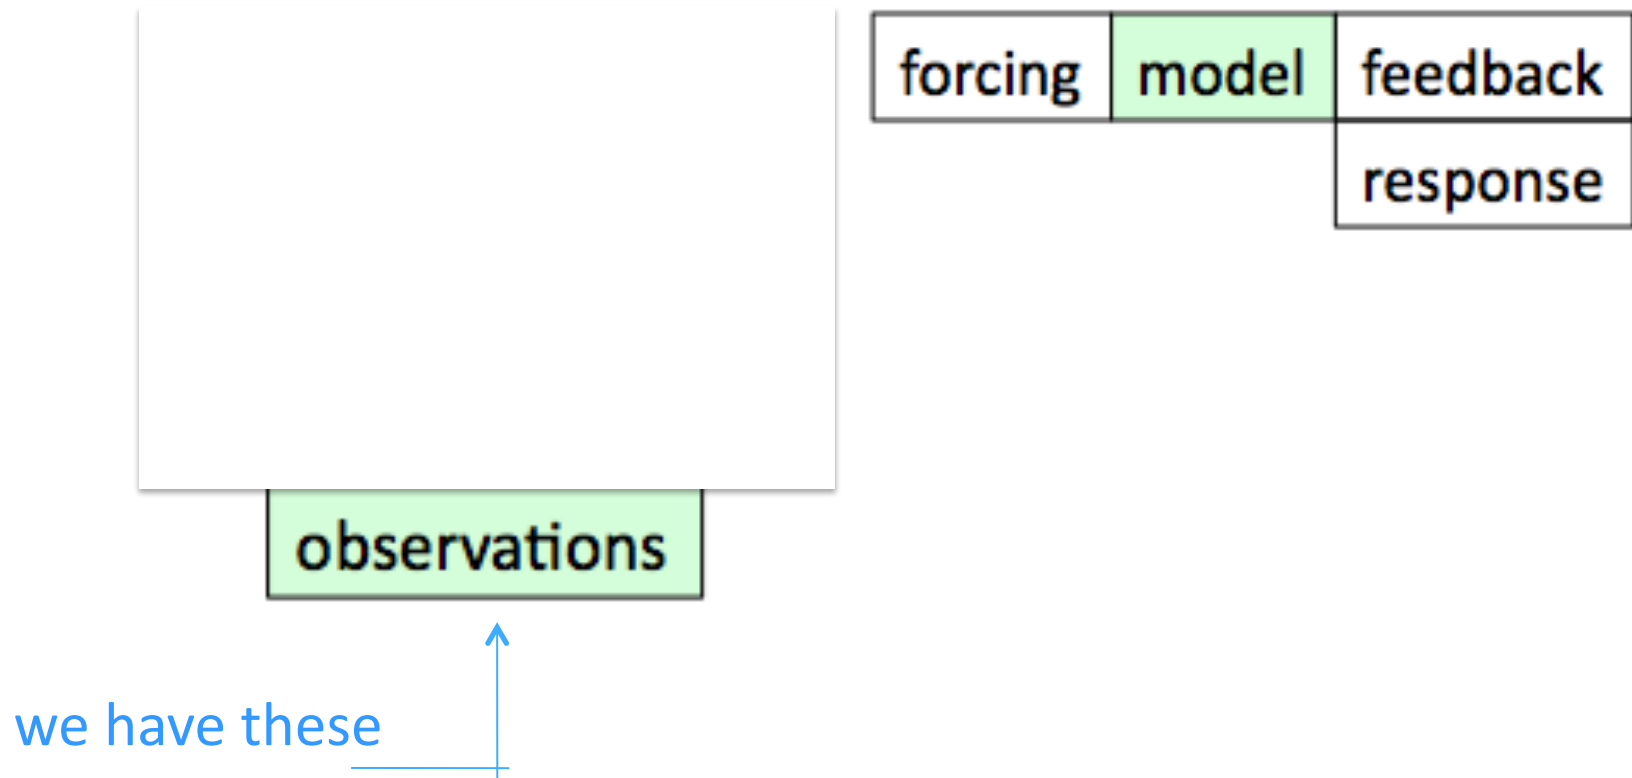 forcing model feedback
response
observations
we have these